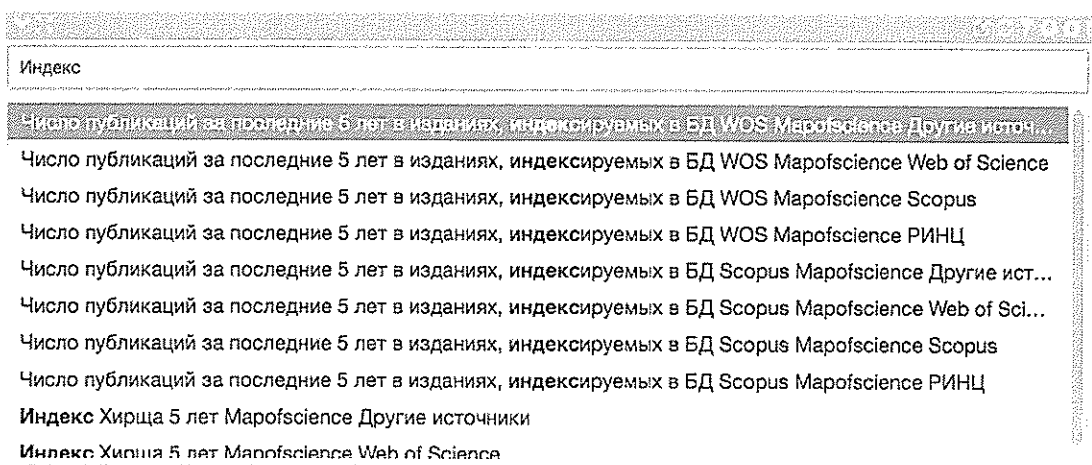 Индекс
Число публикаций за последние 5 лет в изданиях, индексируемых в БД WOS Mapofscience Другие источ...
Число публикаций за последние 5 лет в изданиях, индексируемых в БД WOS Mapofscience Web of Science
Число публикаций за последние 5 лет в изданиях, индексируемых в БД WOS Mapofscience Scopus
Число публикаций за последние 5 лет в изданиях, индексируемых в БД WOS Mapofscience РИНЦ
Число публикаций за последние 5 лет в изданиях, индексируемых в БД Scopus Mapofscience Другие ист...
Число публикаций за последние 5 лет в изданиях, индексируемых в БД Scopus Mapofscience Web of Sci...
Число публикаций за последние 5 лет в изданиях, индексируемых в БД Scopus Mapofscience Scopus
Число публикаций за последние 5 лет в изданиях, индексируемых в БД Scopus Mapofscience РИНЦ
Индекс Хирща 5 лет Mapofscience Другие источники
Индекс Хирща 5 лет Mapofscience Web of Science